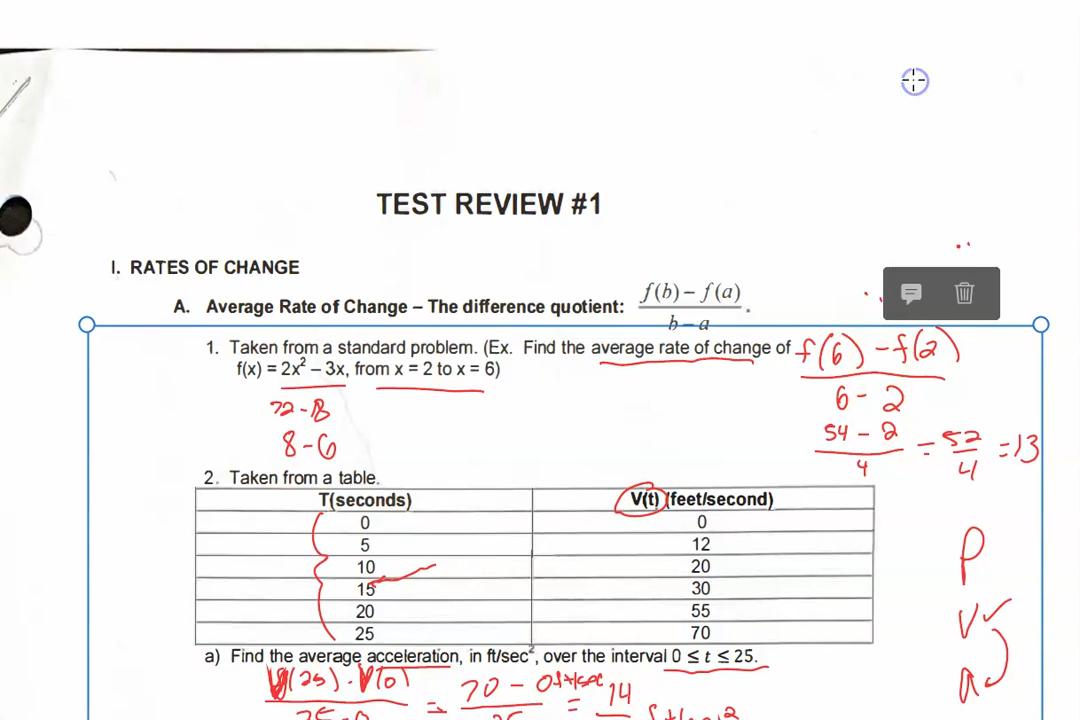 TEST REVIEW #1
I. RATES OF CHANGE
A. Average Rate of Change – The difference quotient: f(b) – f(a) / b – a .
1. Taken from a standard problem. (Ex. Find the average rate of change of
f(x) = 2x² – 3x, from x = 2 to x = 6)
f(6) – f(2)
6 - 2
72 - 18
8 - 6
54 - 2 / 4 = 52 / 4 = 13
2. Taken from a table.
T(seconds) V(t) (feet/second)
0 0
5 12
10 20
15 30
20 55
25 70
P
V
a
a) Find the average acceleration, in ft/sec², over the interval 0 ≤ t ≤ 25.
V(25) - V(0) = 70 - 0 ft/sec = 14